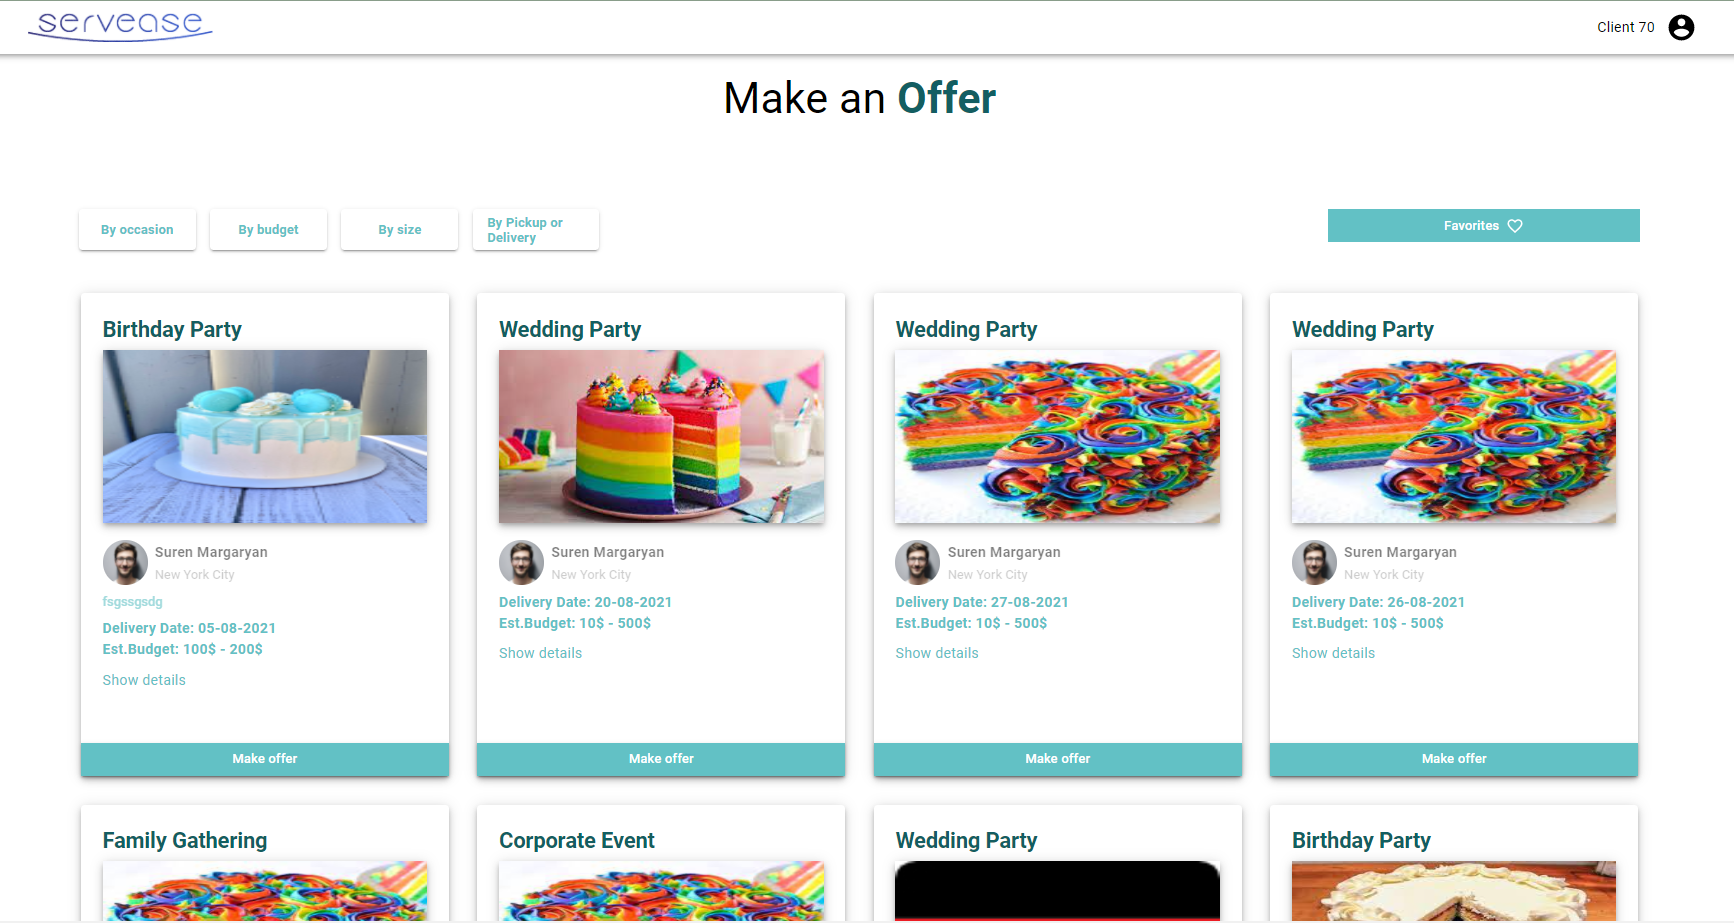 servease
Client 70
Make an Offer
By occasion
By budget
By size
By Pickup or
Delivery
Favorites
Birthday Party
Suren Margaryan
New York City
fsgssgsdg
Delivery Date: 05-08-2021
Est.Budget: 100$ - 200$
Show details
Make offer
Wedding Party
Suren Margaryan
New York City
Delivery Date: 20-08-2021
Est.Budget: 10$ - 500$
Show details
Make offer
Wedding Party
Suren Margaryan
New York City
Delivery Date: 27-08-2021
Est.Budget: 10$ - 500$
Show details
Make offer
Wedding Party
Suren Margaryan
New York City
Delivery Date: 26-08-2021
Est.Budget: 10$ - 500$
Show details
Make offer
Family Gathering
Corporate Event
Wedding Party
Birthday Party